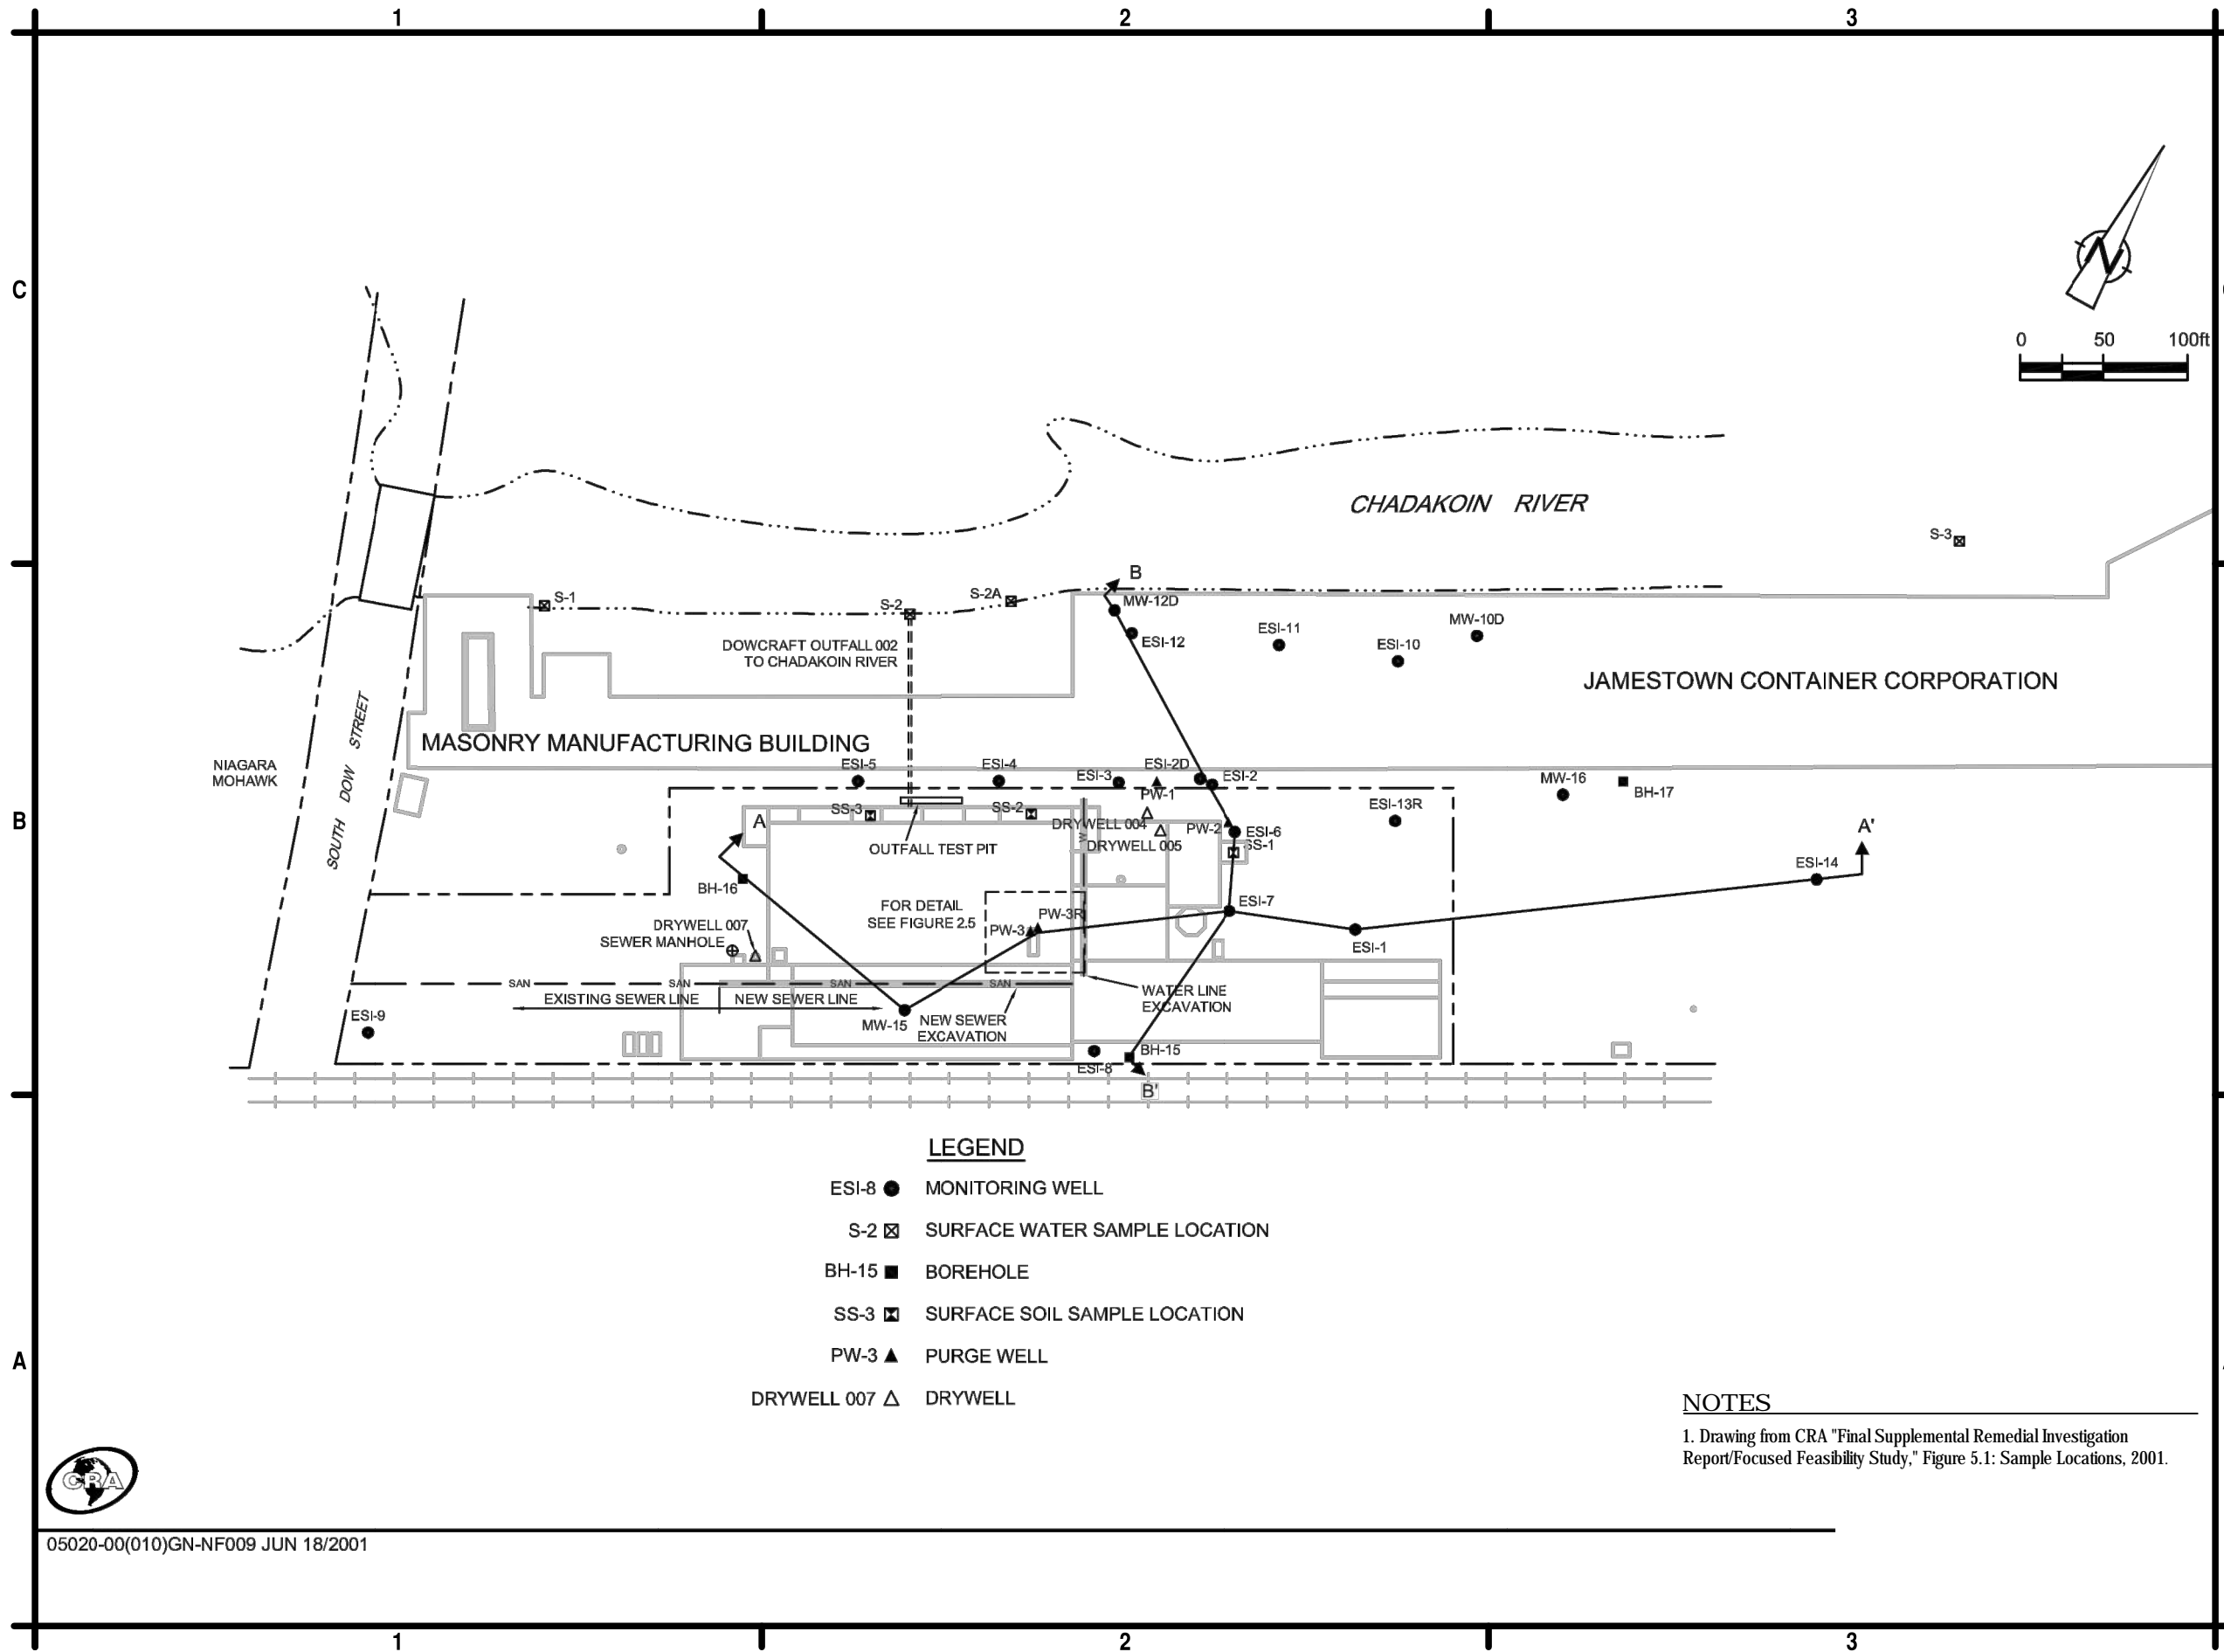 1
2
3
C
N
0 50 100ft
CHADAKOIN RIVER
S-3
B
S-1
S-2
S-2A
MW-12D
ESI-12
ESI-11
ESI-10
MW-10D
DOWCRAFT OUTFALL 002
TO CHADAKOIN RIVER
JAMESTOWN CONTAINER CORPORATION
SOUTH DOW STREET
MASONRY MANUFACTURING BUILDING
NIAGARA
MOHAWK
ESI-5
ESI-4
ESI-3
ESI-2D
ESI-2
PW-1
MW-16
BH-17
ESI-13R
B
SS-3
SS-2
A
DRYWELL 004
PW-2
ESI-6
W
DRYWELL 005
SS-1
A'
OUTFALL TEST PIT
ESI-14
BH-16
FOR DETAIL
SEE FIGURE 2.5
PW-3R
PW-3
ESI-7
ESI-1
DRYWELL 007
SEWER MANHOLE
SAN
SAN
SAN
SAN
EXISTING SEWER LINE
NEW SEWER LINE
WATER LINE
EXCAVATION
ESI-9
MW-15
NEW SEWER
EXCAVATION
BH-15
ESI-8
B'
LEGEND
ESI-8 MONITORING WELL
S-2 SURFACE WATER SAMPLE LOCATION
BH-15 BOREHOLE
SS-3 SURFACE SOIL SAMPLE LOCATION
PW-3 PURGE WELL
DRYWELL 007 DRYWELL
A
NOTES
1. Drawing from CRA "Final Supplemental Remedial Investigation
Report/Focused Feasibility Study," Figure 5.1: Sample Locations, 2001.
CRA
05020-00(010)GN-NF009 JUN 18/2001
1
2
3